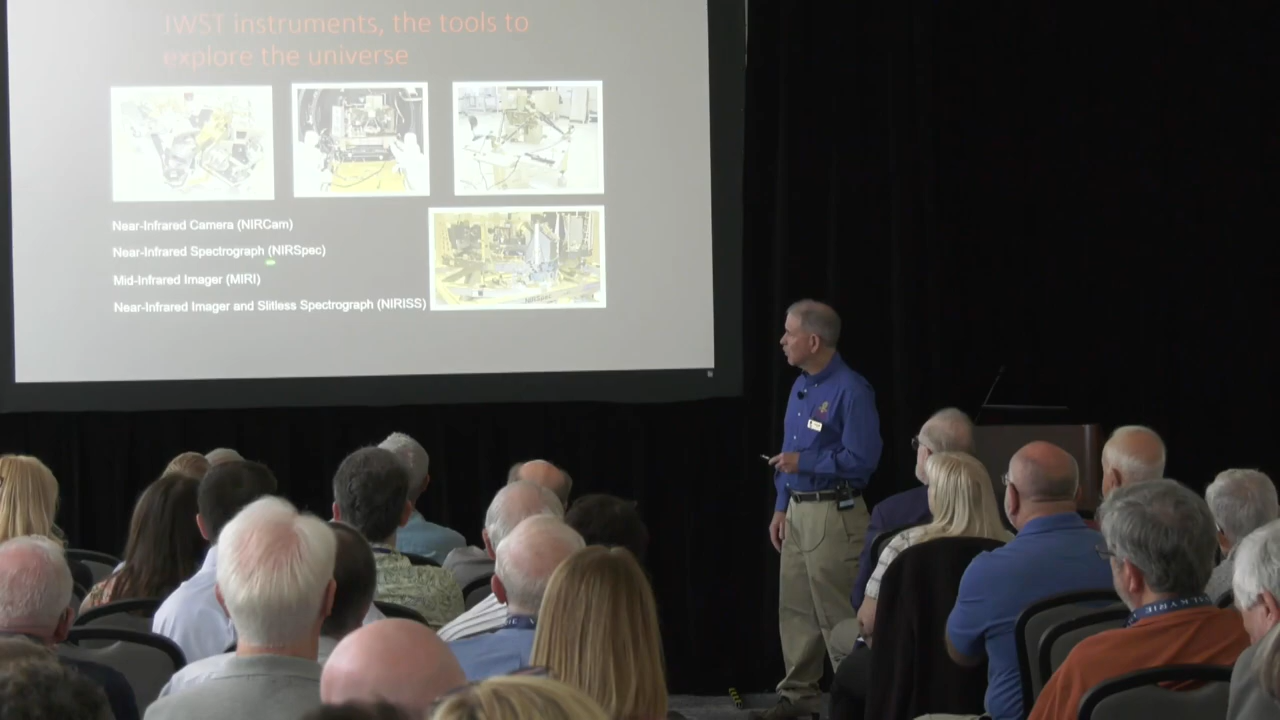 JWST instruments, the tools to
explore the universe
Near-Infrared Camera (NIRCam)
Near-Infrared Spectrograph (NIRSpec)
Mid-Infrared Imager (MIRI)
Near-Infrared Imager and Slitless Spectrograph (NIRISS)
ALKYRIE